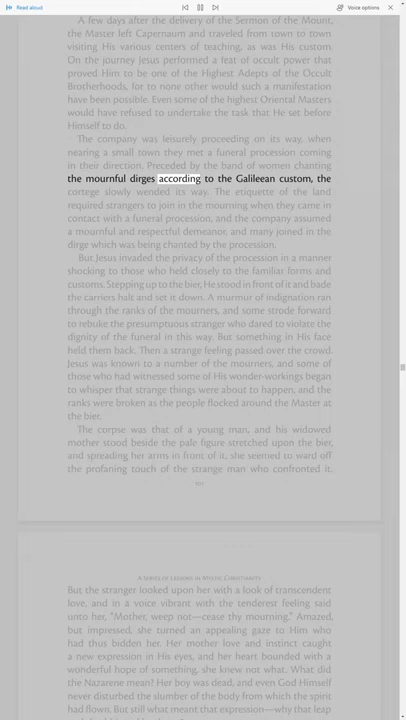 Read aloud
Voice options
A few days after the delivery of the Sermon of the Mount,
the Master left Capernaum and traveled from town to town
visiting His various centers of teaching, as was His custom.
On the journey Jesus performed a feat of occult power that
proved Him to be one of the Highest Adepts of the Occult
Brotherhoods, for to none other would such a manifestation
have been possible. Even some of the highest Oriental Masters
would have refused to undertake the task that He set before
Himself to do.
The company was leisurely proceeding on its way, when
nearing a small town they met a funeral procession coming
in their direction. Preceded by the band of women chanting
the mournful dirges according to the Galilean custom, the
cortege slowly wended its way. The etiquette of the land
required strangers to join in the mourning when they came in
contact with a funeral procession, and the company assumed
a mournful and respectful demeanor, and many joined in the
dirge which was being chanted by the procession.
But Jesus invaded the privacy of the procession in a manner
shocking to those who held closely to the familiar forms and
customs. Stepping up to the bier, He stood in front of it and bade
the carriers halt and set it down. A murmur of indignation ran
through the ranks of the mourners, and some strode forward
to rebuke the presumptuous stranger who dared to violate the
dignity of the funeral in this way. But something in His face
held them back. Then a strange feeling passed over the crowd.
Jesus was known to a number of the mourners, and some of
those who had witnessed some of His wonder-workings began
to whisper that strange things were about to happen, and the
ranks were broken as the people flocked around the Master at
the bier.
The corpse was that of a young man, and his widowed
mother stood beside the pale figure stretched upon the bier,
and spreading her arms in front of it, she seemed to ward off
the profaning touch of the strange man who confronted it.
A Series of Lessons in Mystic Christianity
But the stranger looked upon her with a look of transcendent
love, and in a voice vibrant with the tenderest feeling said
unto her, "Mother, weep not—cease thy mourning." Amazed,
but impressed, she turned an appealing gaze to Him who
had thus bidden her. Her mother love and instinct caught
a new expression in His eyes, and her heart bounded with a
wonderful hope of something, she knew not what. What did
the Nazarene mean? Her boy was dead, and even God Himself
never disturbed the slumber of the body from which the spirit
had flown. But still what meant that expression—why that leap